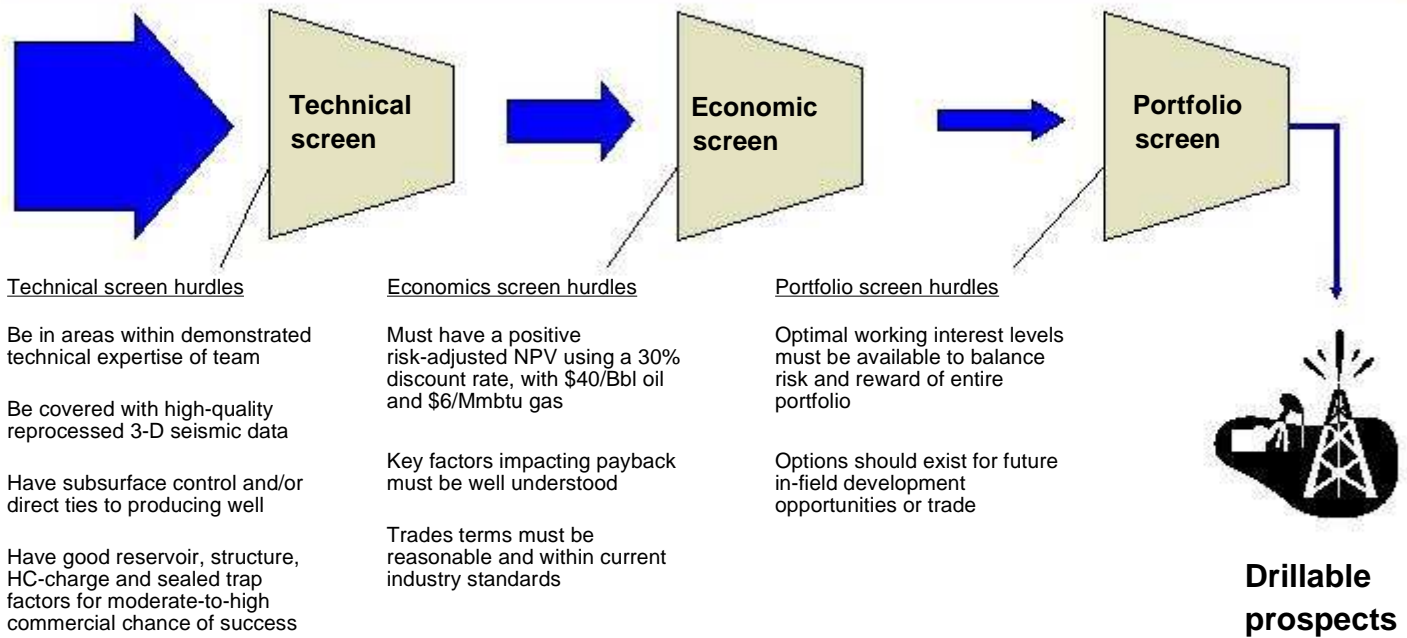 Technical
screen
Economic
screen
Portfolio
screen
Technical screen hurdles
Be in areas within demonstrated
technical expertise of team
Be covered with high-quality
reprocessed 3-D seismic data
Have subsurface control and/or
direct ties to producing well
Have good reservoir, structure,
HC-charge and sealed trap
factors for moderate-to-high
commercial chance of success
Economics screen hurdles
Must have a positive
risk-adjusted NPV using a 30%
discount rate, with $40/Bbl oil
and $6/Mmbtu gas
Key factors impacting payback
must be well understood
Trades terms must be
reasonable and within current
industry standards
Portfolio screen hurdles
Optimal working interest levels
must be available to balance
risk and reward of entire
portfolio
Options should exist for future
in-field development
opportunities or trade
Drillable
prospects